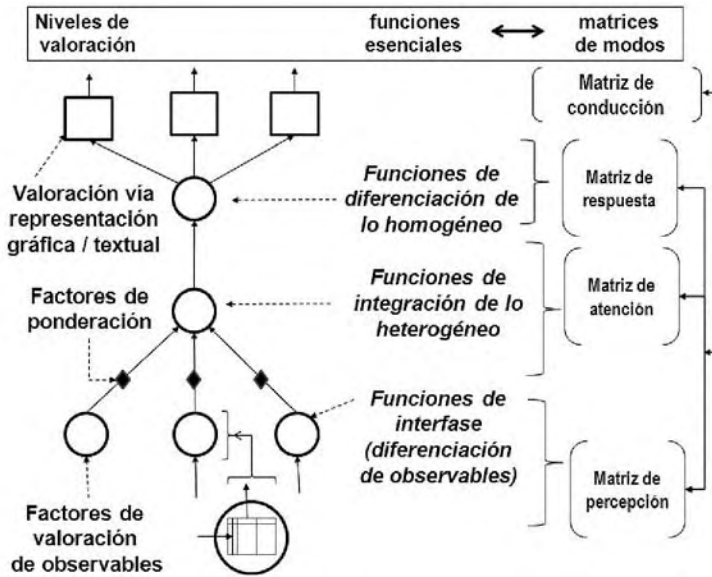 Niveles de
valoración
funciones
esenciales
matrices
de modos
Matriz de
conducción
Valoración vía
representación
gráfica / textual
Funciones de
diferenciación de
lo homogéneo
Matriz de
respuesta
Factores de
ponderación
Funciones de
integración de lo
heterogéneo
Matriz de
atención
Funciones de
interfase
(diferenciación
de observables)
Matriz de
percepción
Factores de
valoración
de observables